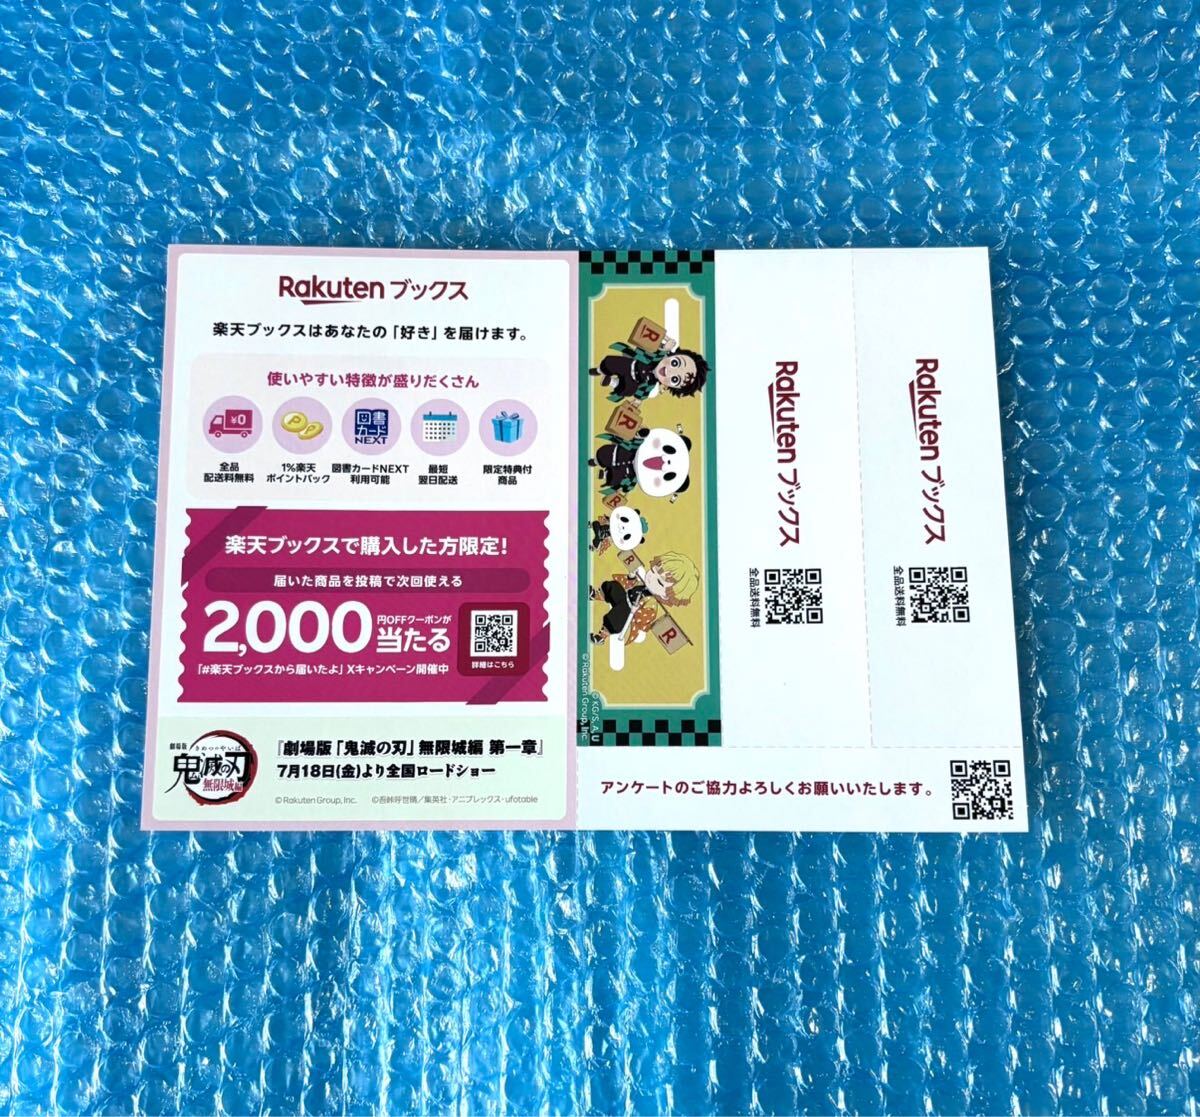 Rakuten ブックス
楽天ブックスはあなたの「好き」を届けます。
使いやすい特徴が盛りだくさん
¥0
P
P
図書
カード
NEXT
全品
配送料無料
1%楽天
ポイントバック
図書カードNEXT
利用可能
最短
翌日配送
限定特典付
商品
楽天ブックスで購入した方限定!
届いた商品を投稿で次回使える
2,000
円OFFクーポンが
当たる
「#楽天ブックスから届いたよ」Xキャンペーン開催中
詳細はこちら
劇場版
きめつのやいば
鬼滅の刃
無限城編
『劇場版「鬼滅の刃」無限城編 第一章』
7月18日(金)より全国ロードショー
© Rakuten Group, Inc.
©吾峠呼世晴／集英社・アニプレックス・ufotable
R
R
R
R
R
©KG/S, A, U
© Rakuten Group, Inc.
Rakuten ブックス
全品送料無料
Rakuten ブックス
全品送料無料
アンケートのご協力よろしくお願いいたします。